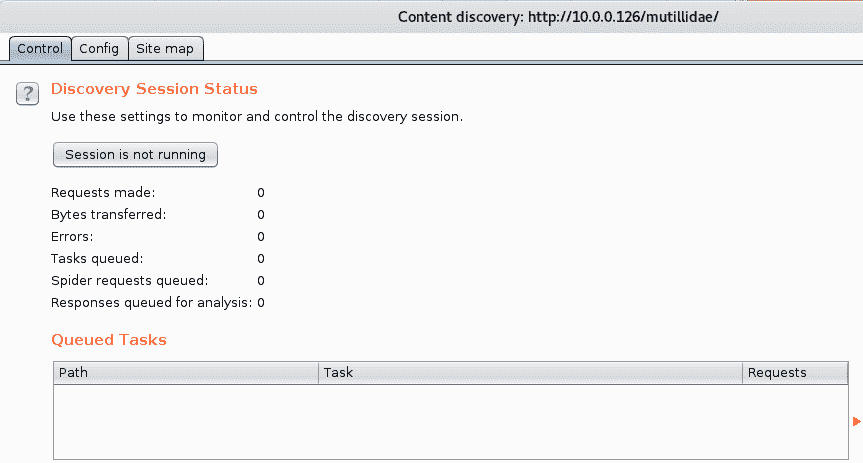 Content discovery: http://10.0.0.126/mutillidae/
Control Config Site map
? Discovery Session Status
Use these settings to monitor and control the discovery session.
Session is not running
Requests made: 0
Bytes transferred: 0
Errors: 0
Tasks queued: 0
Spider requests queued: 0
Responses queued for analysis: 0
Queued Tasks
Path Task Requests